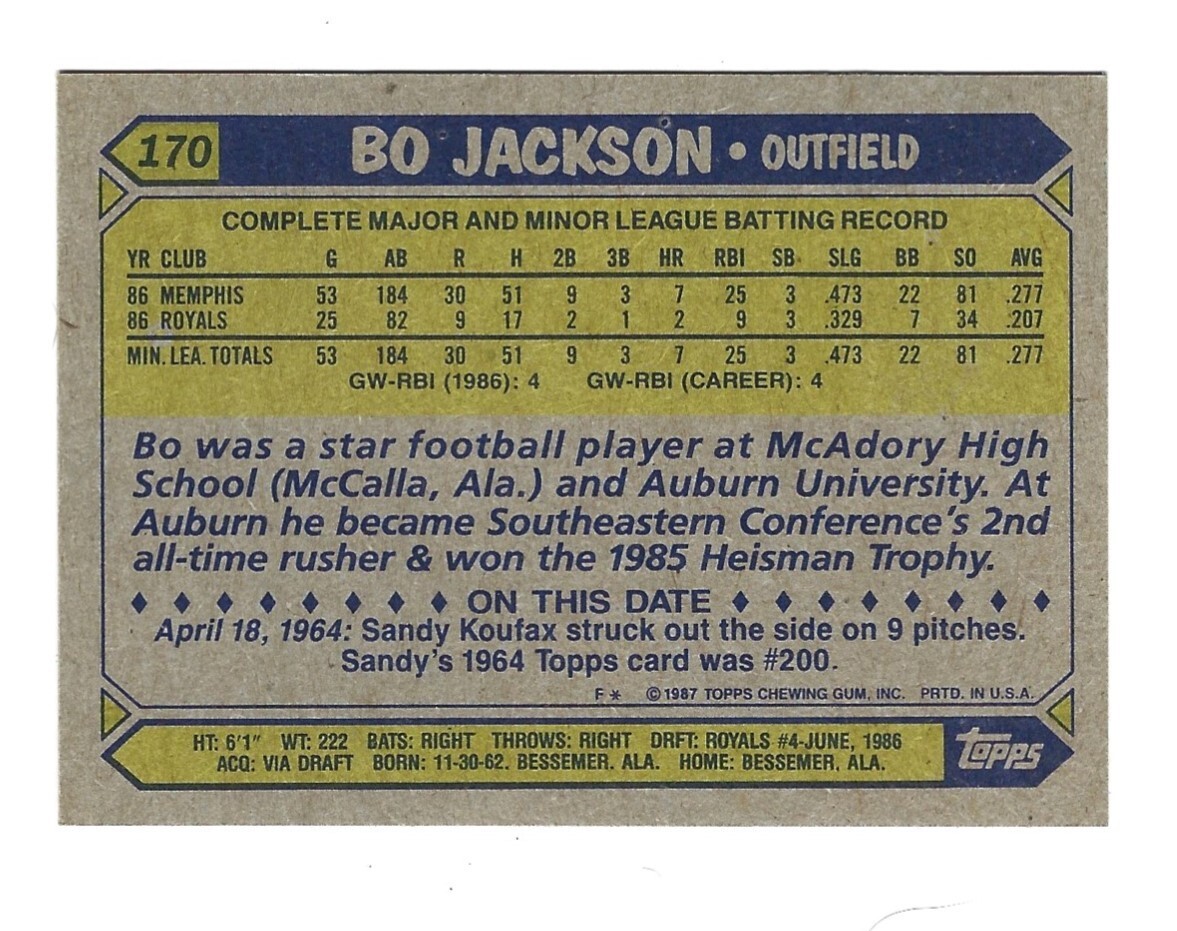 170 BO JACKSON • OUTFIELD
COMPLETE MAJOR AND MINOR LEAGUE BATTING RECORD
YR CLUB G AB R H 2B 3B HR RBI SB SLG BB SO AVG
86 MEMPHIS 53 184 30 51 9 3 7 25 3 .473 22 81 .277
86 ROYALS 25 82 9 17 2 1 2 9 3 .329 7 34 .207
MIN. LEA. TOTALS 53 184 30 51 9 3 7 25 3 .473 22 81 .277
GW-RBI (1986): 4 GW-RBI (CAREER): 4
Bo was a star football player at McAdory High
School (McCalla, Ala.) and Auburn University. At
Auburn he became Southeastern Conference's 2nd
all-time rusher & won the 1985 Heisman Trophy.
♦ ♦ ♦ ♦ ♦ ♦ ♦ ♦ ON THIS DATE ♦ ♦ ♦ ♦ ♦ ♦ ♦ ♦
April 18, 1964: Sandy Koufax struck out the side on 9 pitches.
Sandy's 1964 Topps card was #200.
F * ©1987 TOPPS CHEWING GUM, INC. PRTD. IN U.S.A.
HT: 6'1" WT: 222 BATS: RIGHT THROWS: RIGHT DRFT: ROYALS #4-JUNE, 1986
ACQ: VIA DRAFT BORN: 11-30-62, BESSEMER, ALA. HOME: BESSEMER, ALA.
topps